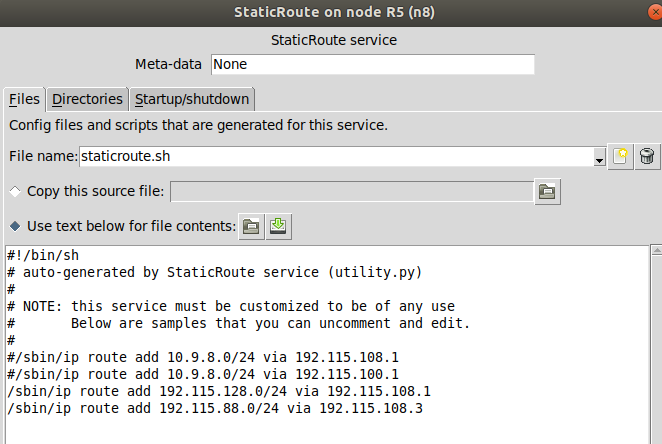 StaticRoute on node R5 (n8)
StaticRoute service
Meta-data None
Files Directories Startup/shutdown
Config files and scripts that are generated for this service.
File name: staticroute.sh
Copy this source file:
Use text below for file contents:
#!/bin/sh
# auto-generated by StaticRoute service (utility.py)
#
# NOTE: this service must be customized to be of any use
#       Below are samples that you can uncomment and edit.
#
#/sbin/ip route add 10.9.8.0/24 via 192.115.108.1
#/sbin/ip route add 10.9.8.0/24 via 192.115.100.1
/sbin/ip route add 192.115.128.0/24 via 192.115.108.1
/sbin/ip route add 192.115.88.0/24 via 192.115.108.3